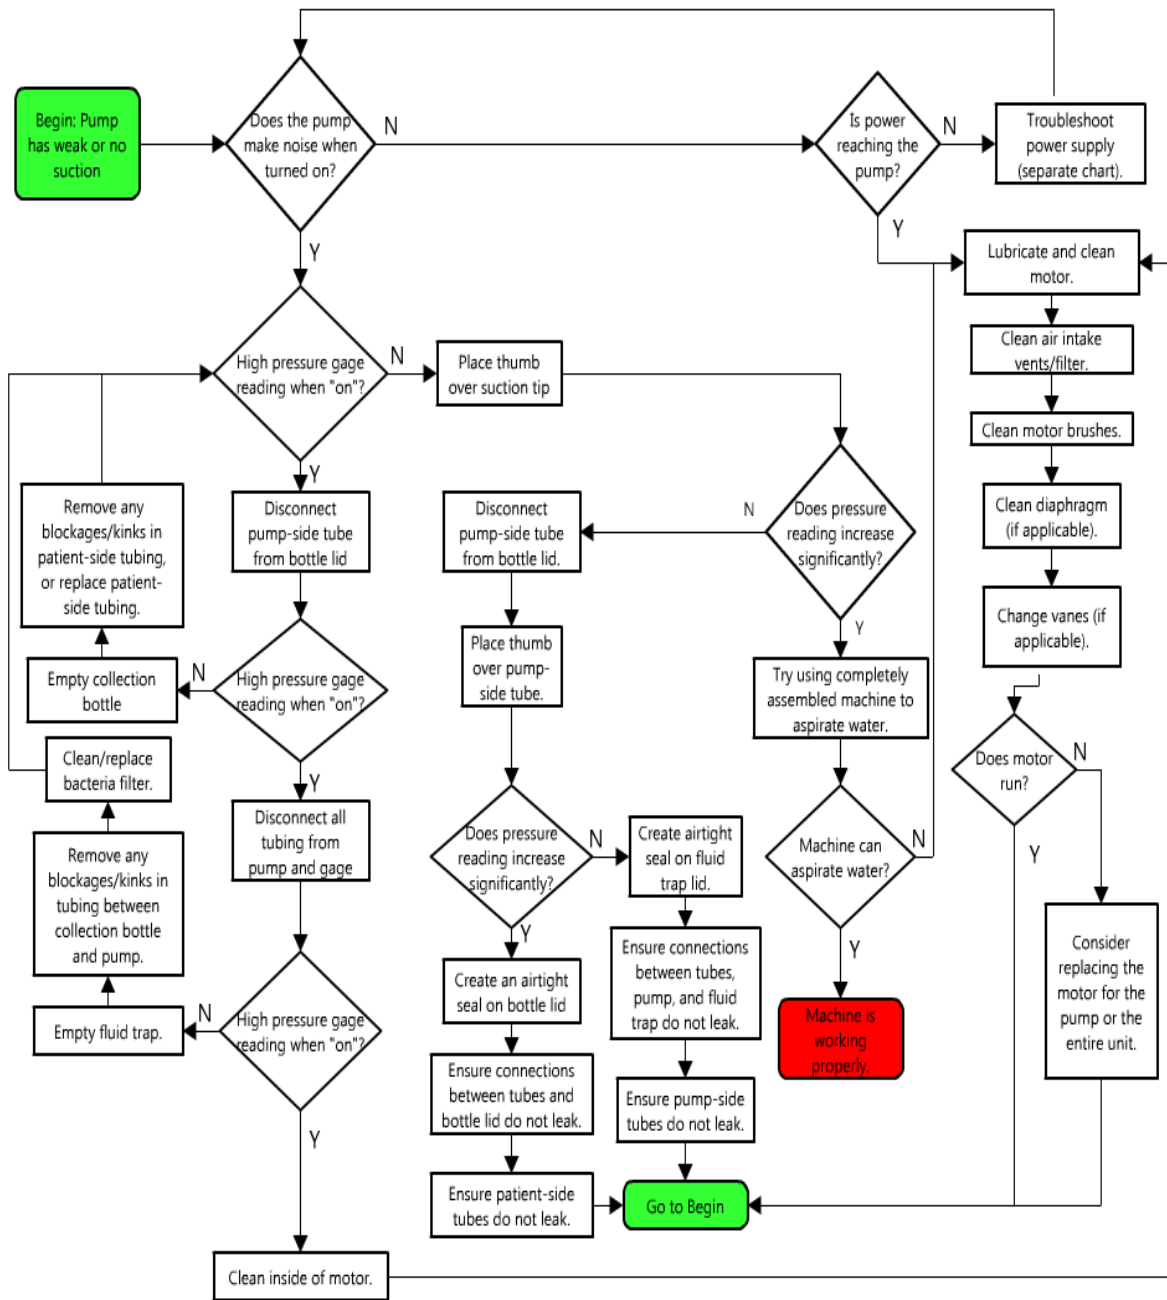 Begin: Pump
has weak or no
suction
Does the pump
make noise when
turned on?
N
Is power
reaching the
pump?
N
Troubleshoot
power supply
(separate chart).
Y
Y
Lubricate and clean
motor.
High pressure gage
reading when "on"?
N
Place thumb
over suction tip
Clean air intake
vents/filter.
Clean motor brushes.
Y
Remove any
blockages/kinks in
patient-side tubing,
or replace patient-
side tubing.
Disconnect
pump-side tube
from bottle lid
Disconnect
pump-side tube
from bottle lid.
N
Does pressure
reading increase
significantly?
Clean diaphragm
(if applicable).
Change vanes (if
applicable).
Y
Empty collection
bottle
N
High pressure gage
reading when "on"?
Place thumb
over pump-
side tube.
Try using completely
assembled machine to
aspirate water.
Clean/replace
bacteria filter.
Y
Does motor
run?
N
Disconnect all
tubing from
pump and gage
Remove any
blockages/kinks in
tubing between
collection bottle
and pump.
Does pressure
reading increase
significantly?
N
Create airtight
seal on fluid
trap lid.
Machine can
aspirate water?
N
Y
Y
Y
Create an airtight
seal on bottle lid
Ensure connections
between tubes,
pump, and fluid
trap do not leak.
Consider
replacing the
motor for the
pump or the
entire unit.
Empty fluid trap.
N
High pressure gage
reading when "on"?
Machine is
working
properly.
Ensure connections
between tubes and
bottle lid do not leak.
Ensure pump-side
tubes do not leak.
Y
Ensure patient-side
tubes do not leak.
Go to Begin
Clean inside of motor.